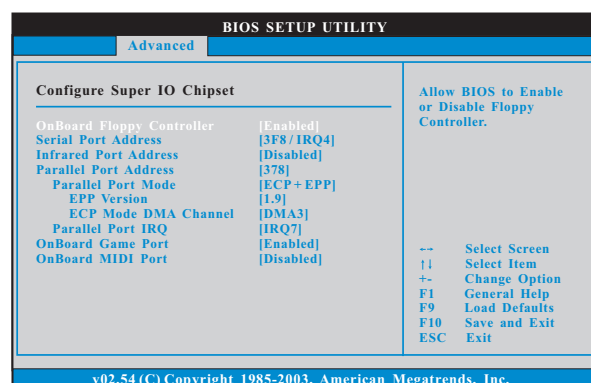 BIOS SETUP UTILITY
Advanced
Configure Super IO Chipset
OnBoard Floppy Controller [Enabled]
Serial Port Address [3F8 / IRQ4]
Infrared Port Address [Disabled]
Parallel Port Address [378]
Parallel Port Mode [ECP + EPP]
EPP Version [1.9]
ECP Mode DMA Channel [DMA3]
Parallel Port IRQ [IRQ7]
OnBoard Game Port [Enabled]
OnBoard MIDI Port [Disabled]
Allow BIOS to Enable
or Disable Floppy
Controller.
←→ Select Screen
↑↓ Select Item
+- Change Option
F1 General Help
F9 Load Defaults
F10 Save and Exit
ESC Exit
v02.54 (C) Copyright 1985-2003, American Megatrends, Inc.